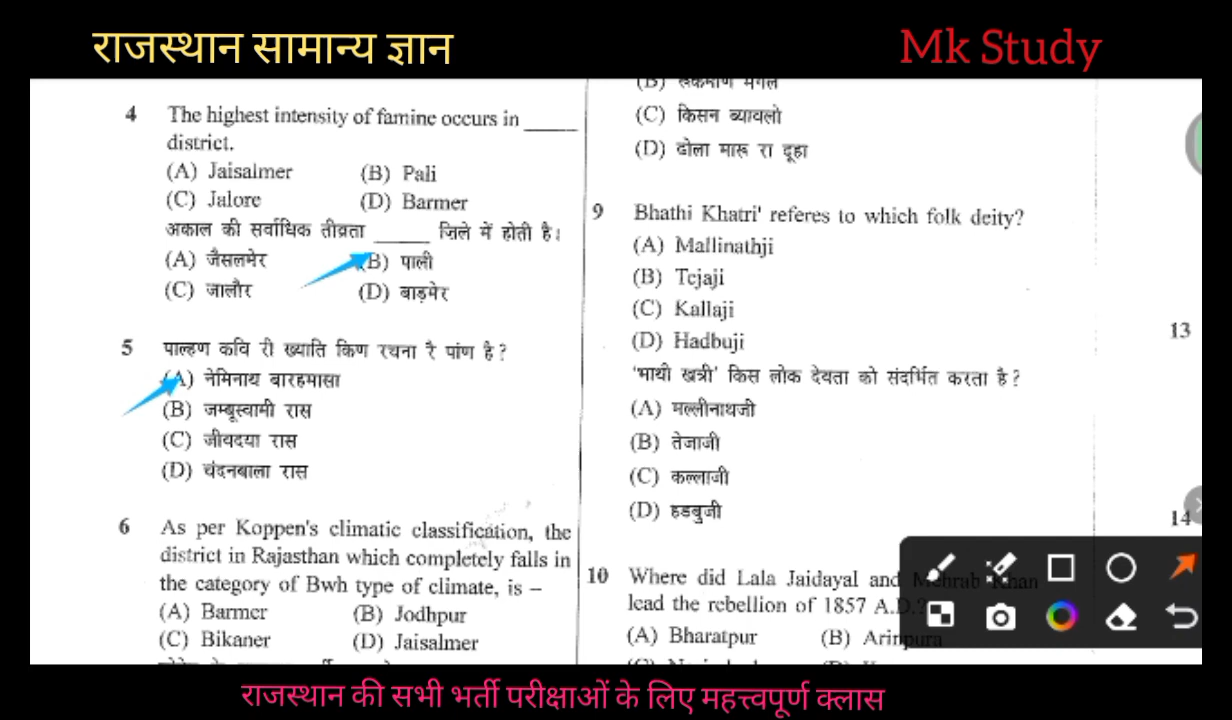 राजस्थान सामान्य ज्ञान
Mk Study
4 The highest intensity of famine occurs in _____
district.
(A) Jaisalmer (B) Pali
(C) Jalore (D) Barmer
अकाल की सर्वाधिक तीव्रता _____ ज़िले में होती है।
(A) जैसलमेर (B) पाली
(C) जालौर (D) बाड़मेर
5 पाल्हण कवि री ख्याति किण रचना रै पांण है?
(A) नेमिनाथ बारहमासा
(B) जम्बूस्वामी रास
(C) जीवदया रास
(D) चंदनबाला रास
6 As per Koppen's climatic classification, the
district in Rajasthan which completely falls in
the category of Bwh type of climate, is –
(A) Barmer (B) Jodhpur
(C) Bikaner (D) Jaisalmer
(C) किसन ब्यावलो
(D) ढोला मारू रा दूहा
9 Bhathi Khatri' referes to which folk deity?
(A) Mallinathji
(B) Tejaji
(C) Kallaji
(D) Hadbuji
'भाथी खत्री' किस लोक देवता को संदर्भित करता है?
(A) मल्लीनाथजी
(B) तेजाजी
(C) कल्लाजी
(D) हडबुजी
10 Where did Lala Jaidayal and Mehrub Khan
lead the rebellion of 1857 A.D.?
(A) Bharatpur (B) Arinpura
13
14
राजस्थान की सभी भर्ती परीक्षाओं के लिए महत्त्वपूर्ण क्लास